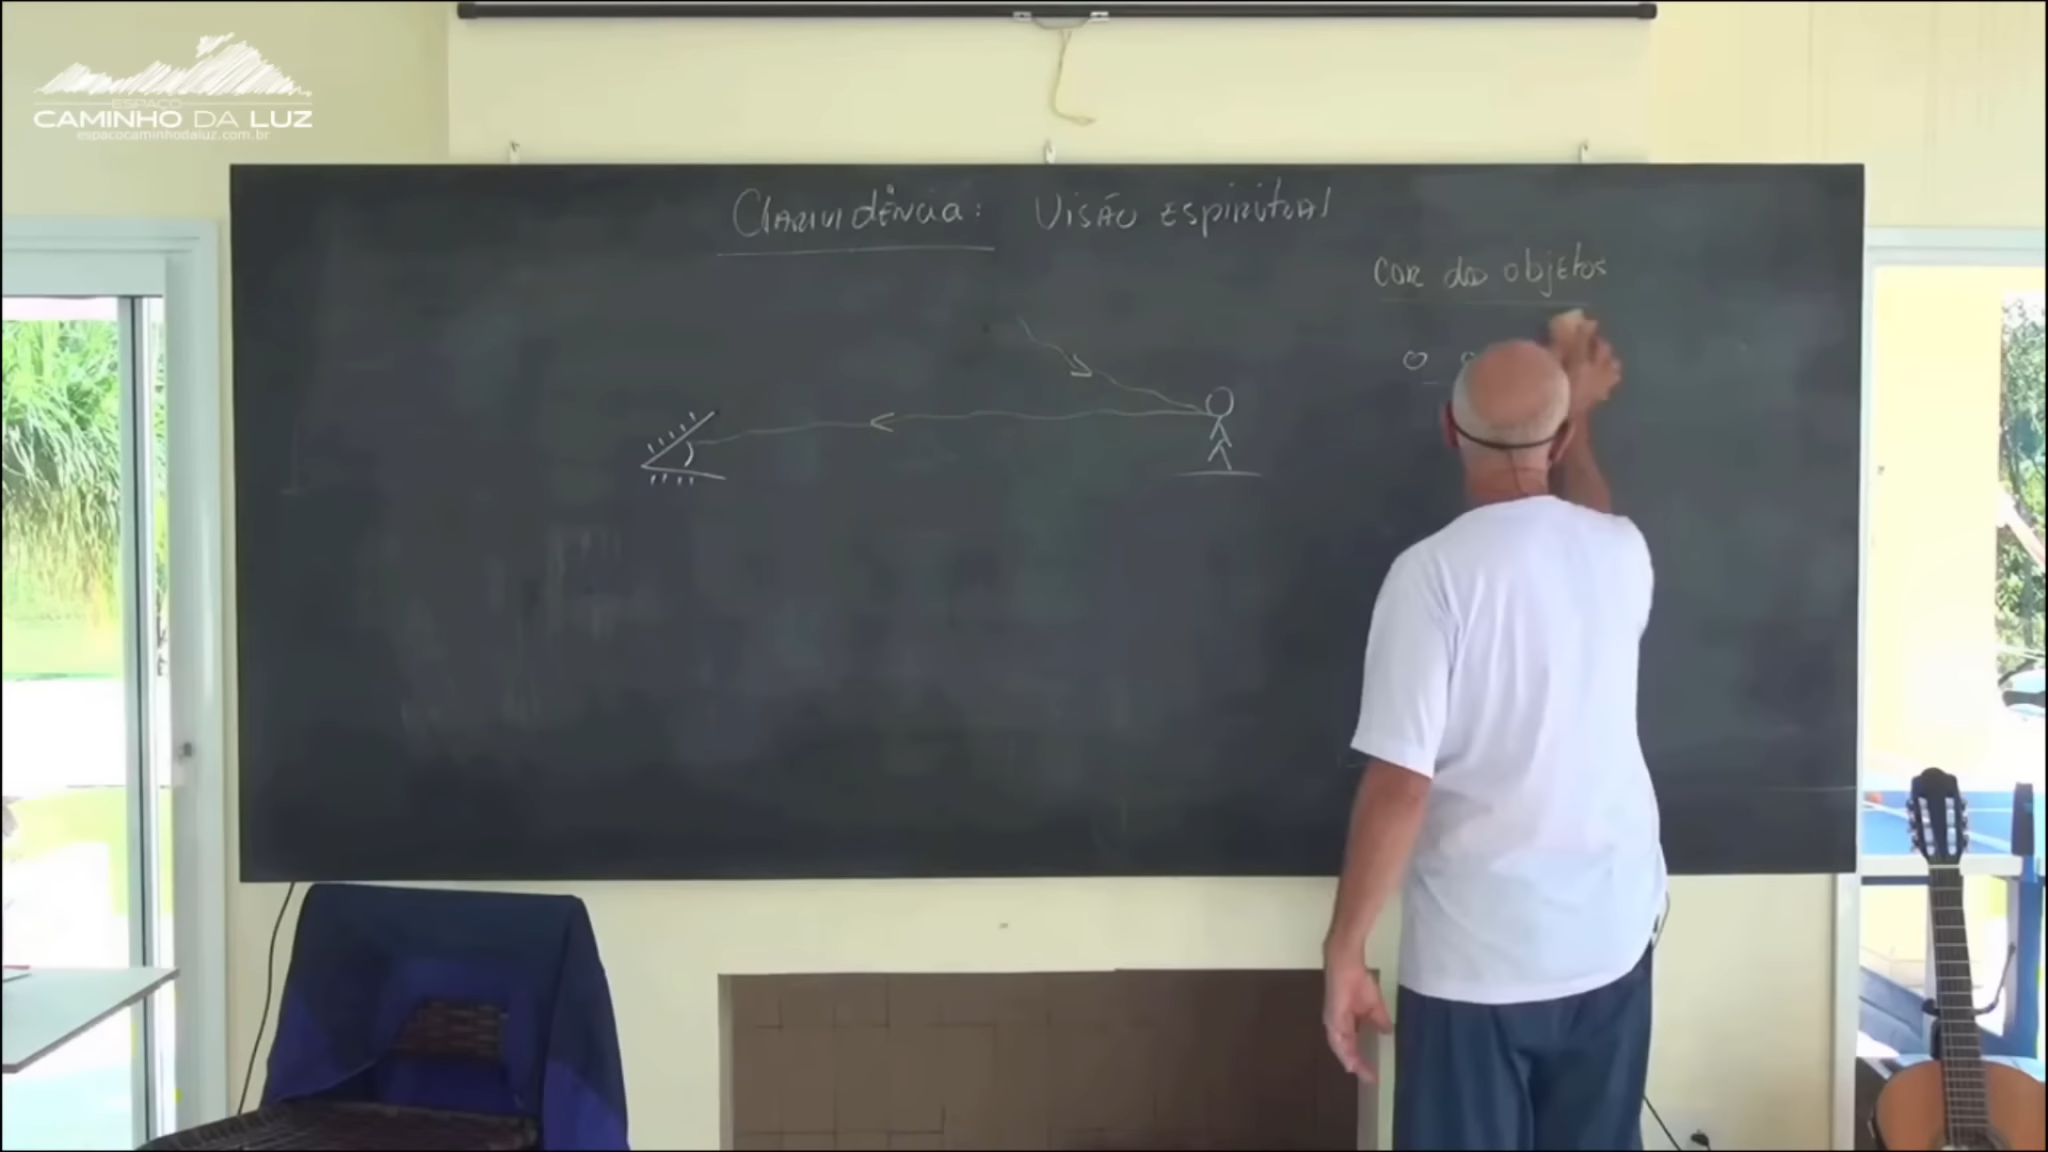 ESPAÇO
CAMINHO DA LUZ
espacocaminhodaluz.com.br
Clarividência: Visão espiritual
Cor dos objetos